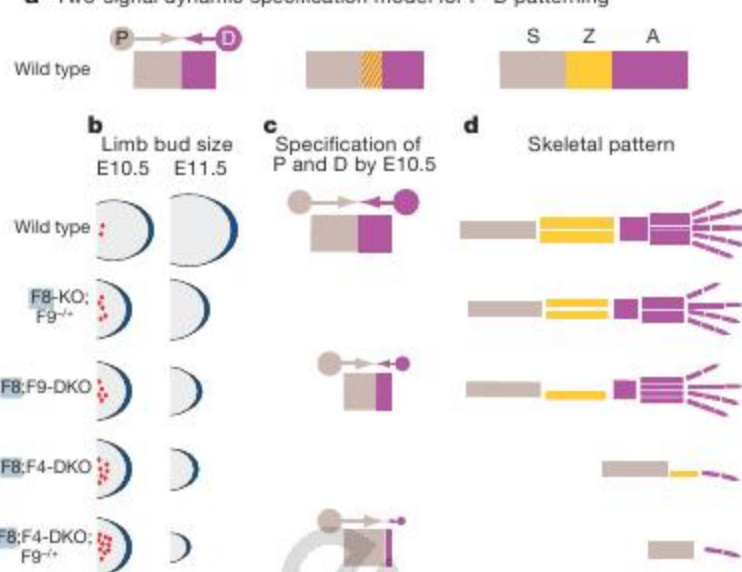 a Two-signal dynamic specification model for P–D patterning
P D
S Z A
Wild type
b
Limb bud size
E10.5 E11.5
c
Specification of
P and D by E10.5
d
Skeletal pattern
Wild type
F8-KO;
F9⁻/⁺
F8;F9-DKO
F8;F4-DKO
F8;F4-DKO;
F9⁻/⁺